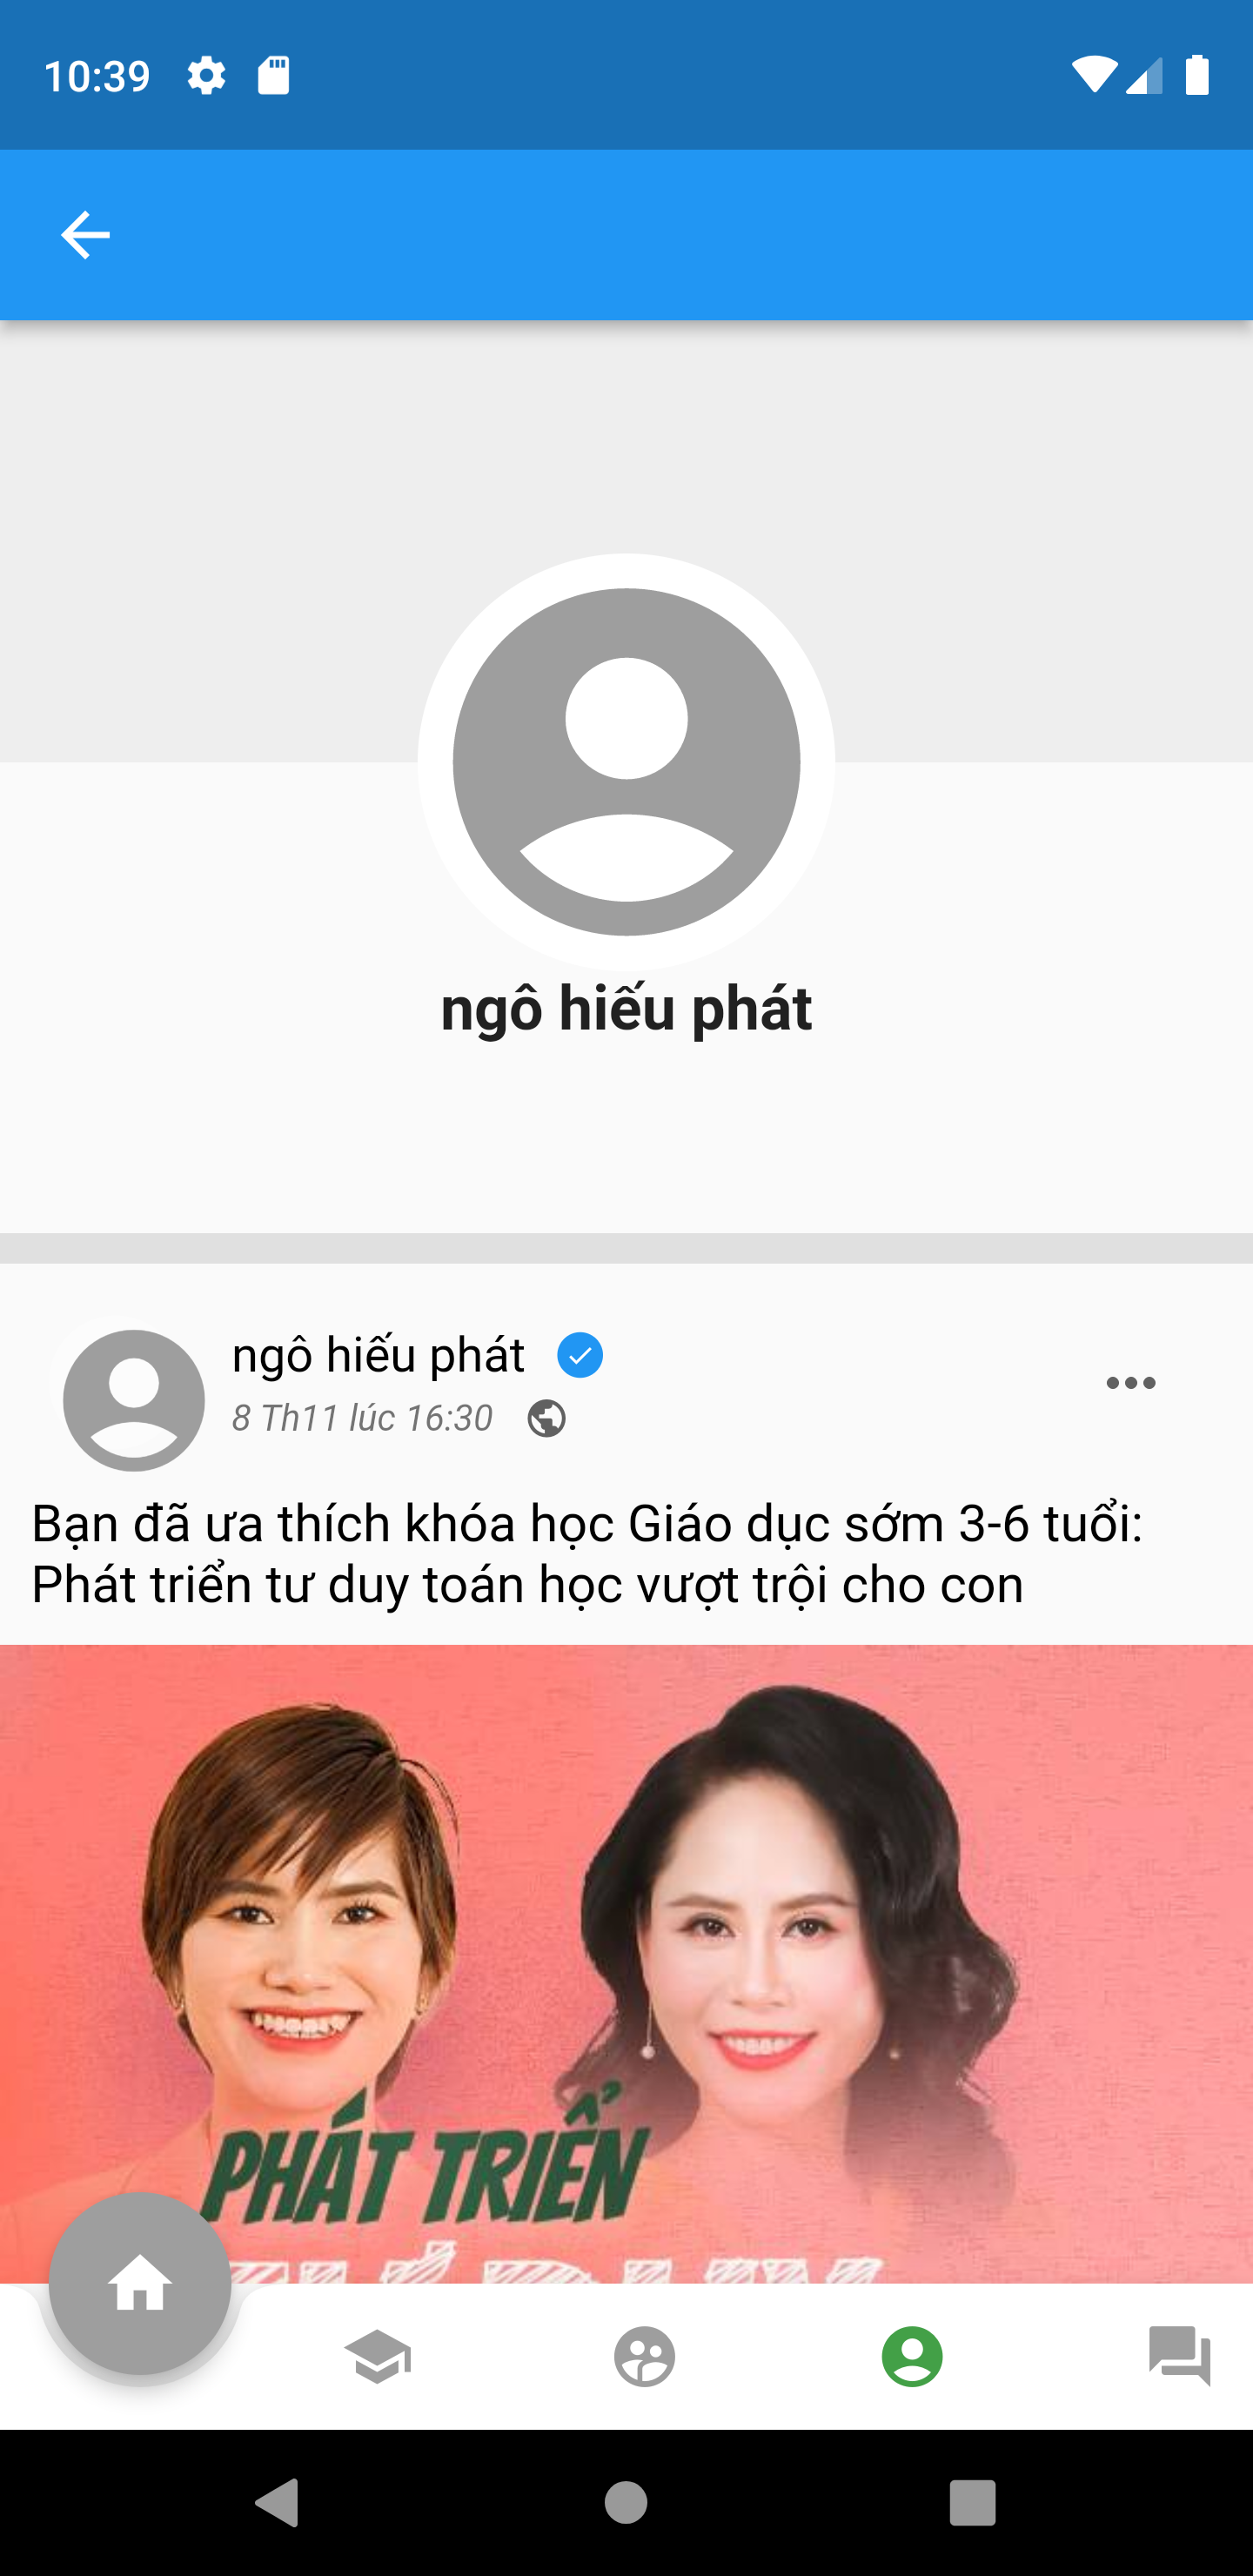 10:39
ngô hiếu phát
ngô hiếu phát
8 Th11 lúc 16:30
Bạn đã ưa thích khóa học Giáo dục sớm 3-6 tuổi:
Phát triển tư duy toán học vượt trội cho con
PHÁT TRIỂN